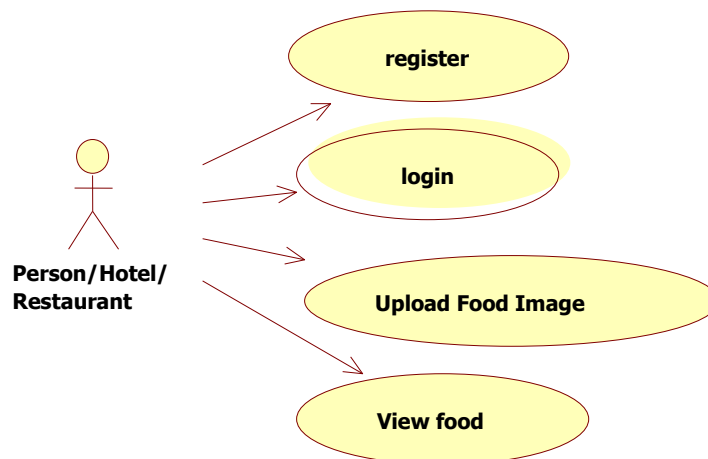 register
login
Person/Hotel/
Restaurant
Upload Food Image
View food